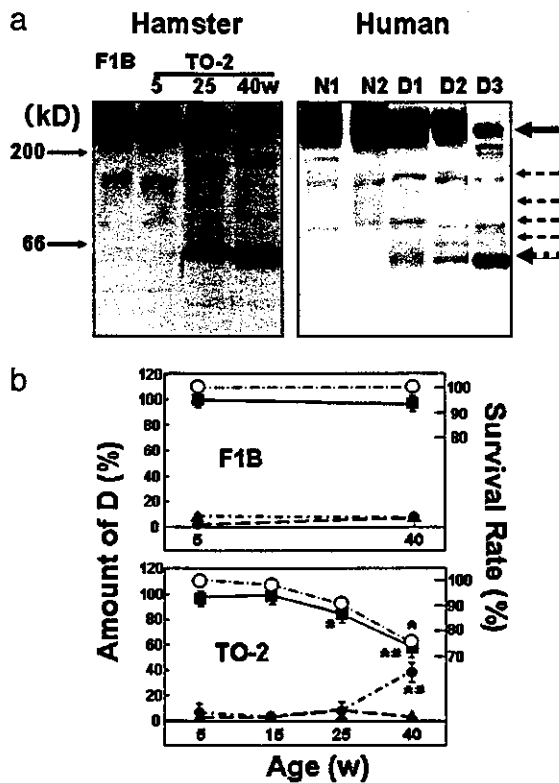 a
Hamster Human
F1B TO-2
5 25 40w
N1 N2 D1 D2 D3
(kD)
200
66
b
Amount of D (%)
Survival Rate (%)
120
100
80
60
40
20
0
100
90
80
F1B
5 40
120
100
80
60
40
20
0
100
90
80
70
TO-2
* *
** **
5 15 25 40
Age (w)